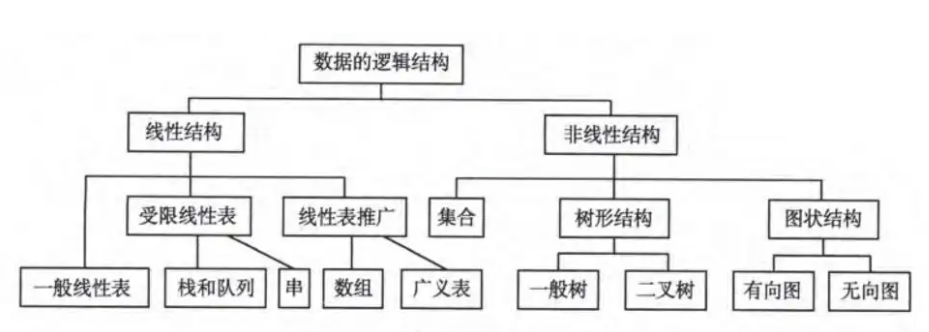 数据的逻辑结构
线性结构
非线性结构
受限线性表
线性表推广
集合
树形结构
图状结构
一般线性表
栈和队列
串
数组
广义表
一般树
二叉树
有向图
无向图